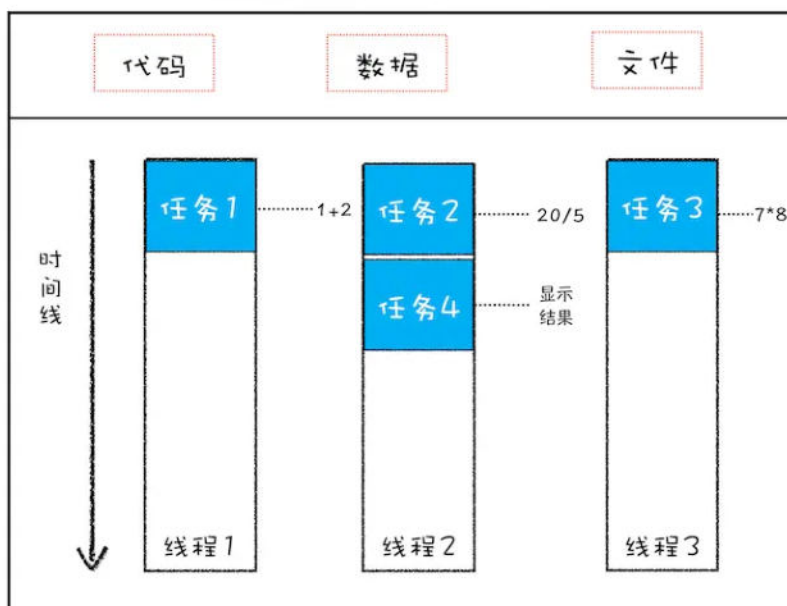 代码 数据 文件
任务1 1+2 任务2 20/5 任务3 7*8
时间线
任务4 显示结果
线程1 线程2 线程3